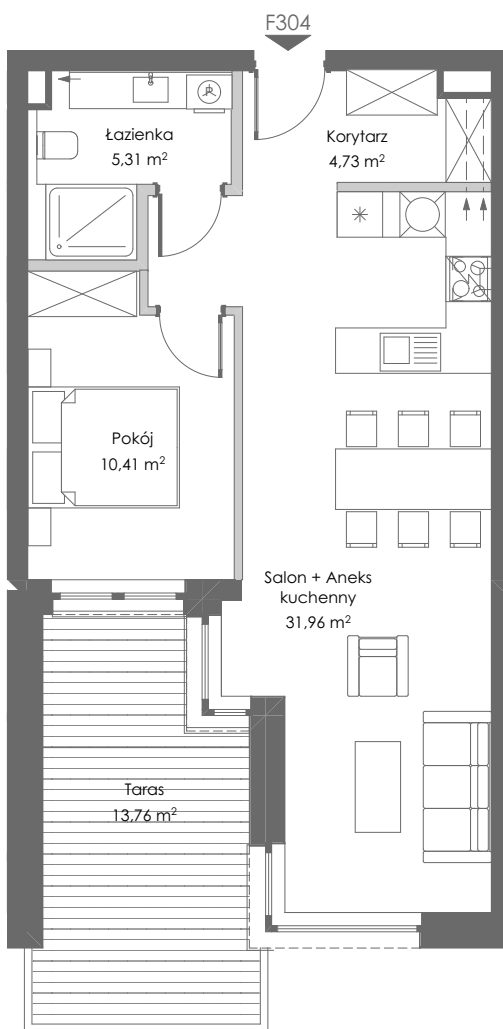 F304
Łazienka
5,31 m²
Korytarz
4,73 m²
Pokój
10,41 m²
Salon + Aneks
kuchenny
31,96 m²
Taras
13,76 m²